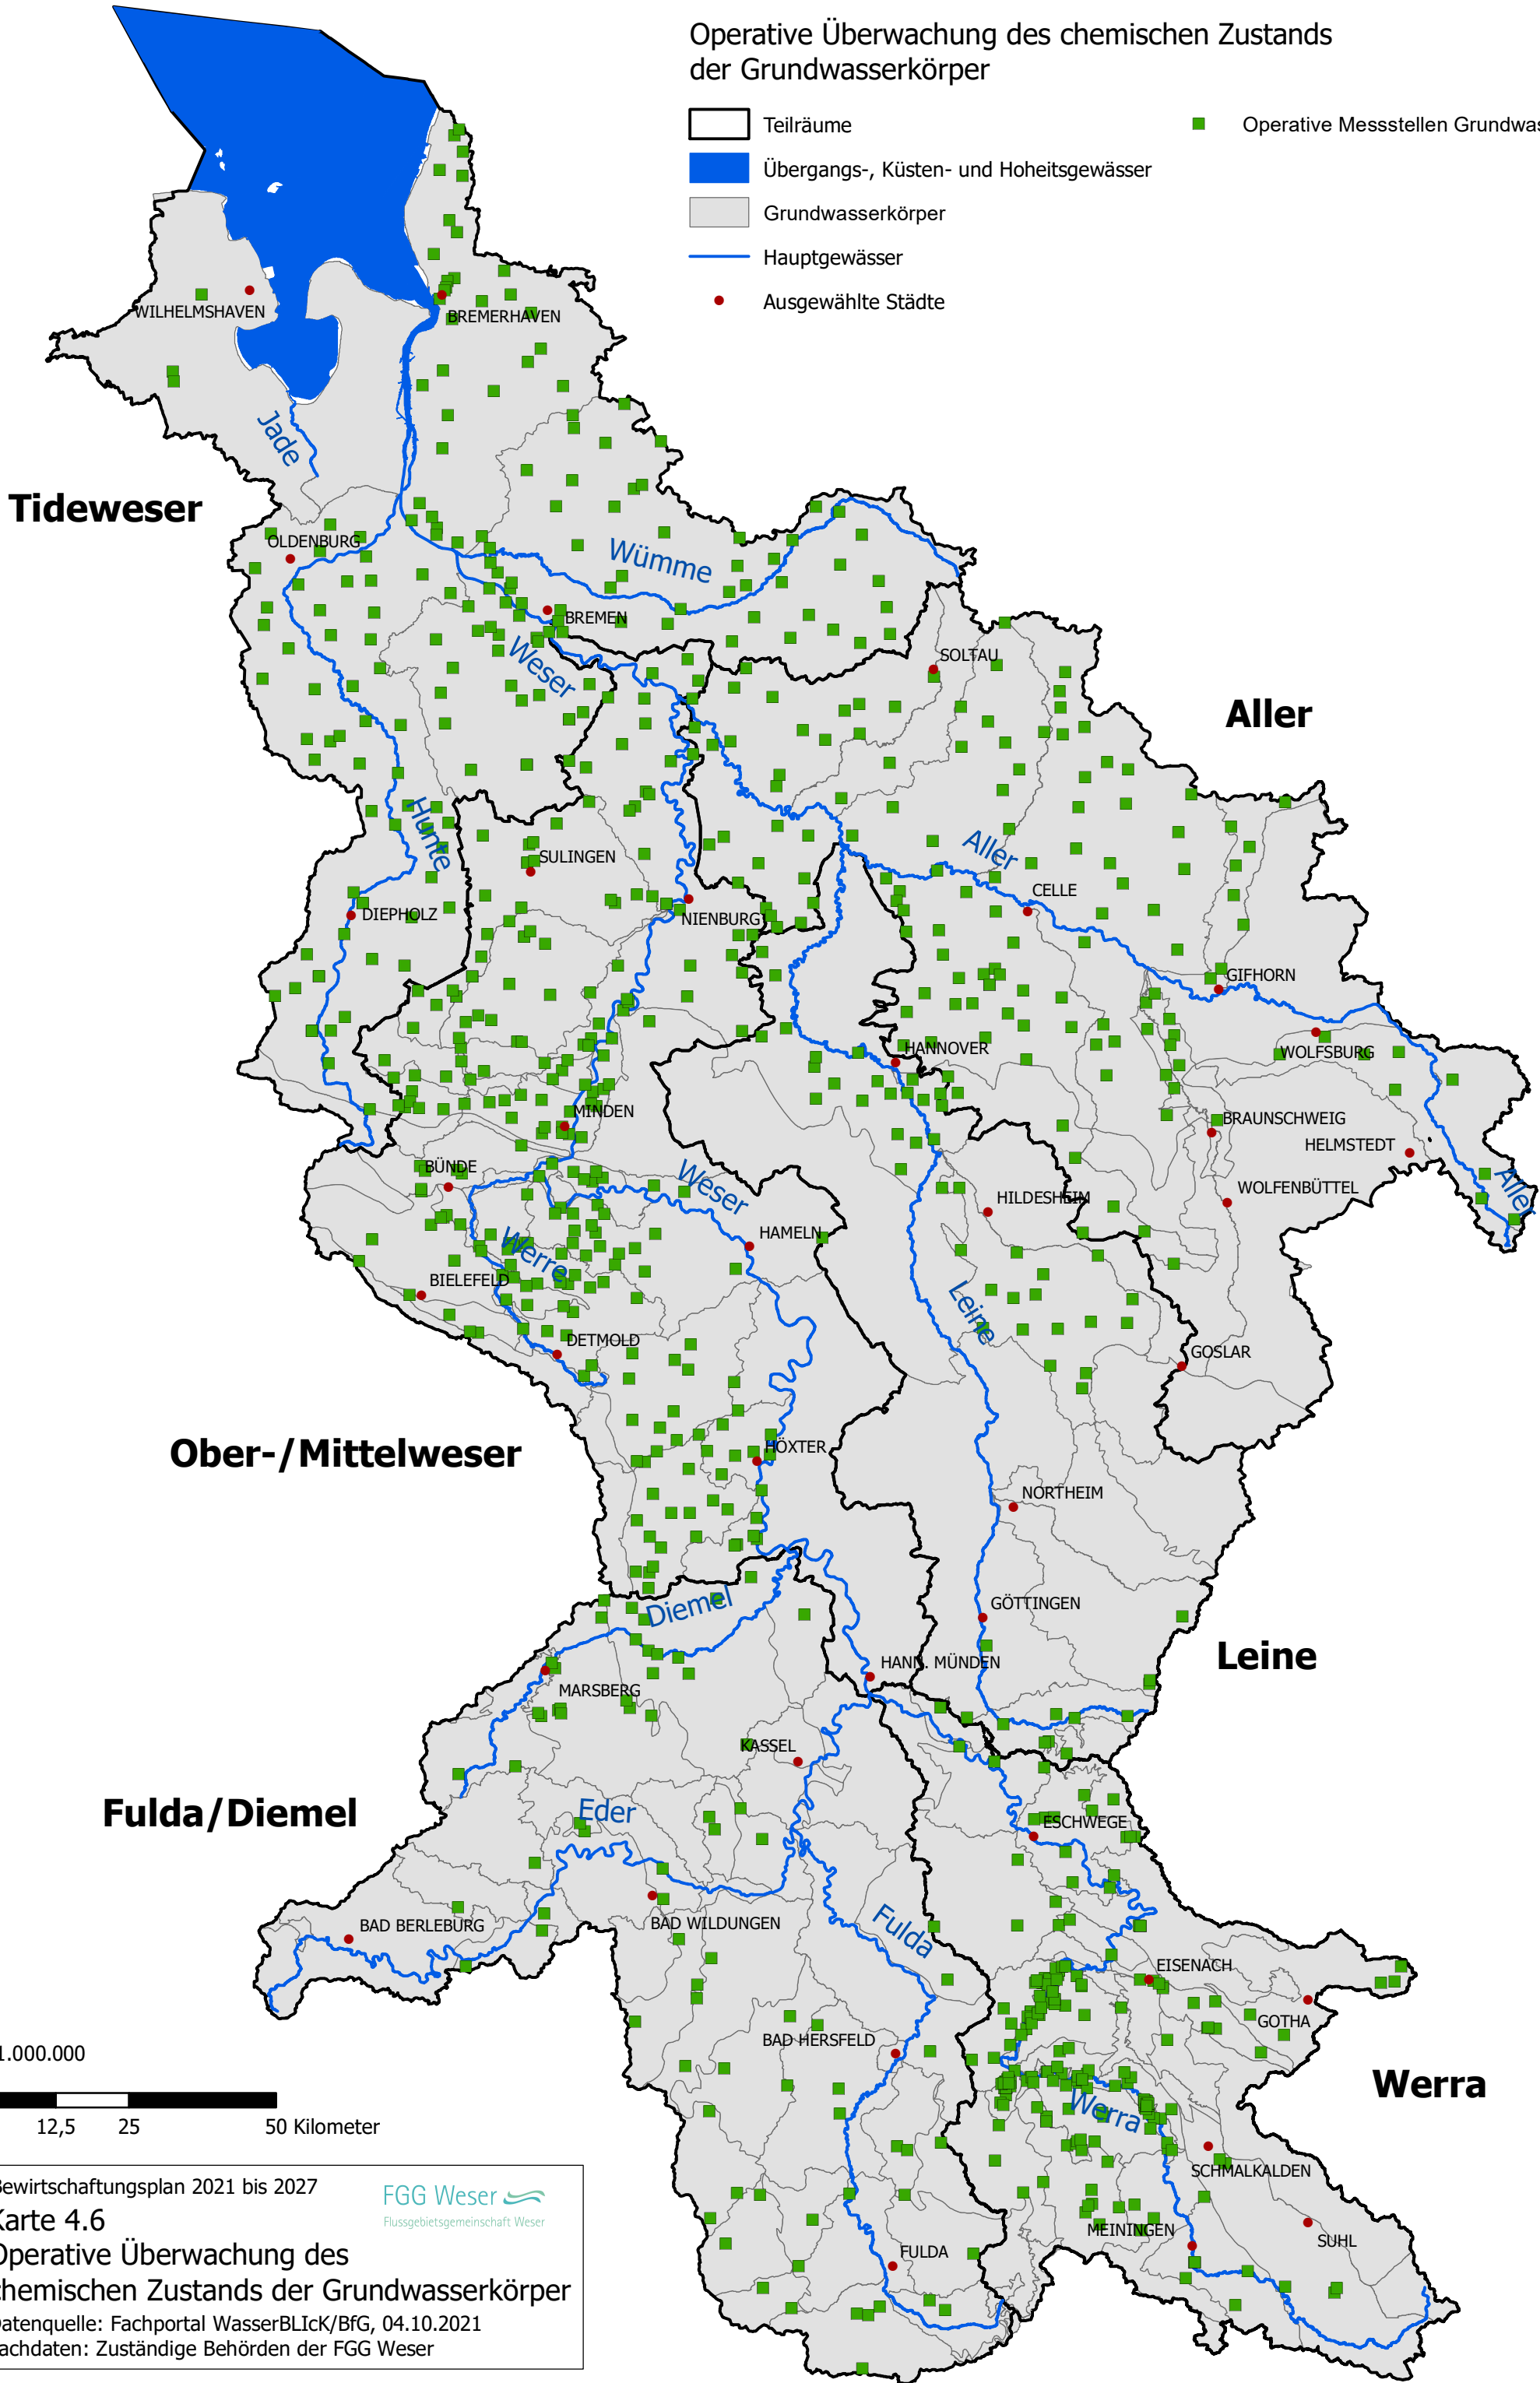 Operative Überwachung des chemischen Zustands
der Grundwasserkörper
Teilräume
Operative Messstellen Grundwas
Übergangs-, Küsten- und Hoheitsgewässer
Grundwasserkörper
Hauptgewässer
Ausgewählte Städte
WILHELMSHAVEN
BREMERHAVEN
Jade
Tideweser
OLDENBURG
Wümme
BREMEN
Weser
SOLTAU
Aller
Hunte
Aller
SULINGEN
CELLE
DIEPHOLZ
NIENBURG
GIFHORN
HANNOVER
WOLFSBURG
MINDEN
BRAUNSCHWEIG
HELMSTEDT
BÜNDE
Weser
Aller
WOLFENBÜTTEL
HILDESHEIM
HAMELN
Werre
BIELEFELD
Leine
DETMOLD
GOSLAR
Ober-/Mittelweser
HÖXTER
NORTHEIM
Diemel
GÖTTINGEN
Leine
HANN. MÜNDEN
MARSBERG
KASSEL
Fulda/Diemel
Eder
ESCHWEGE
BAD BERLEBURG
BAD WILDUNGEN
Fulda
EISENACH
GOTHA
BAD HERSFELD
Werra
Werra
SCHMALKALDEN
MEININGEN
SUHL
FULDA
1.000.000
12,5 25 50 Kilometer
Bewirtschaftungsplan 2021 bis 2027
FGG Weser
Flussgebietsgemeinschaft Weser
Karte 4.6
Operative Überwachung des
chemischen Zustands der Grundwasserkörper
Datenquelle: Fachportal WasserBLIcK/BfG, 04.10.2021
Fachdaten: Zuständige Behörden der FGG Weser